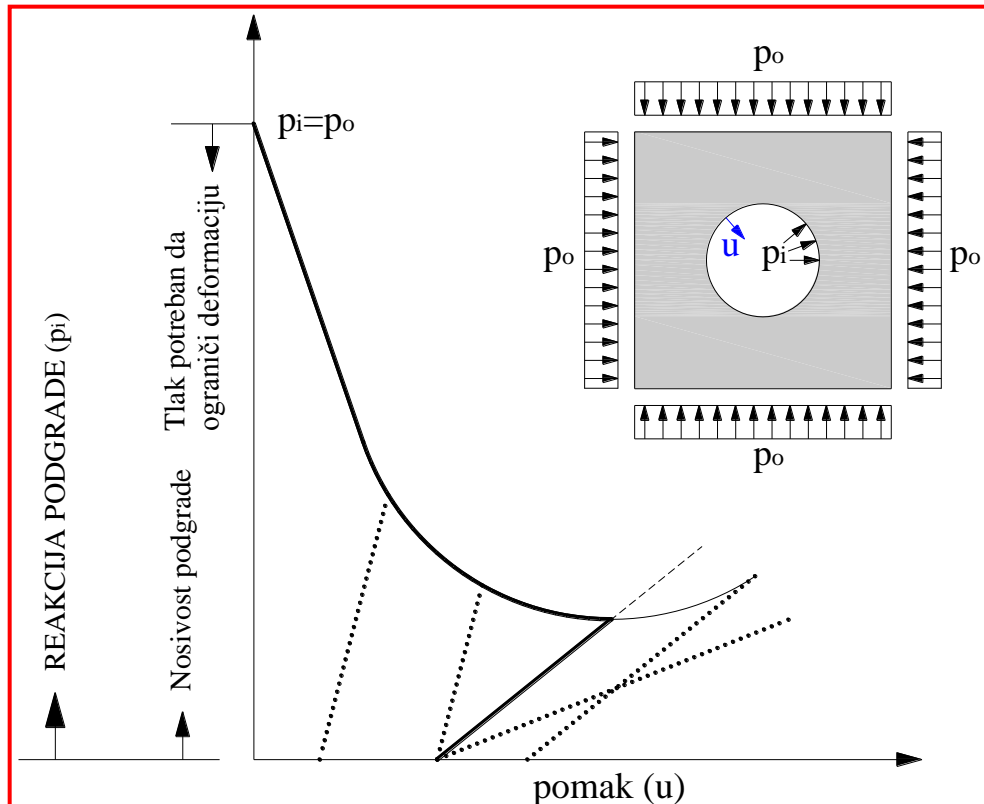 REAKCIJA PODGRADE (pi)
Nosivost podgrade
Tlak potreban da
ograniči deformaciju
pi=po
po
po
u
pi
po
po
pomak (u)